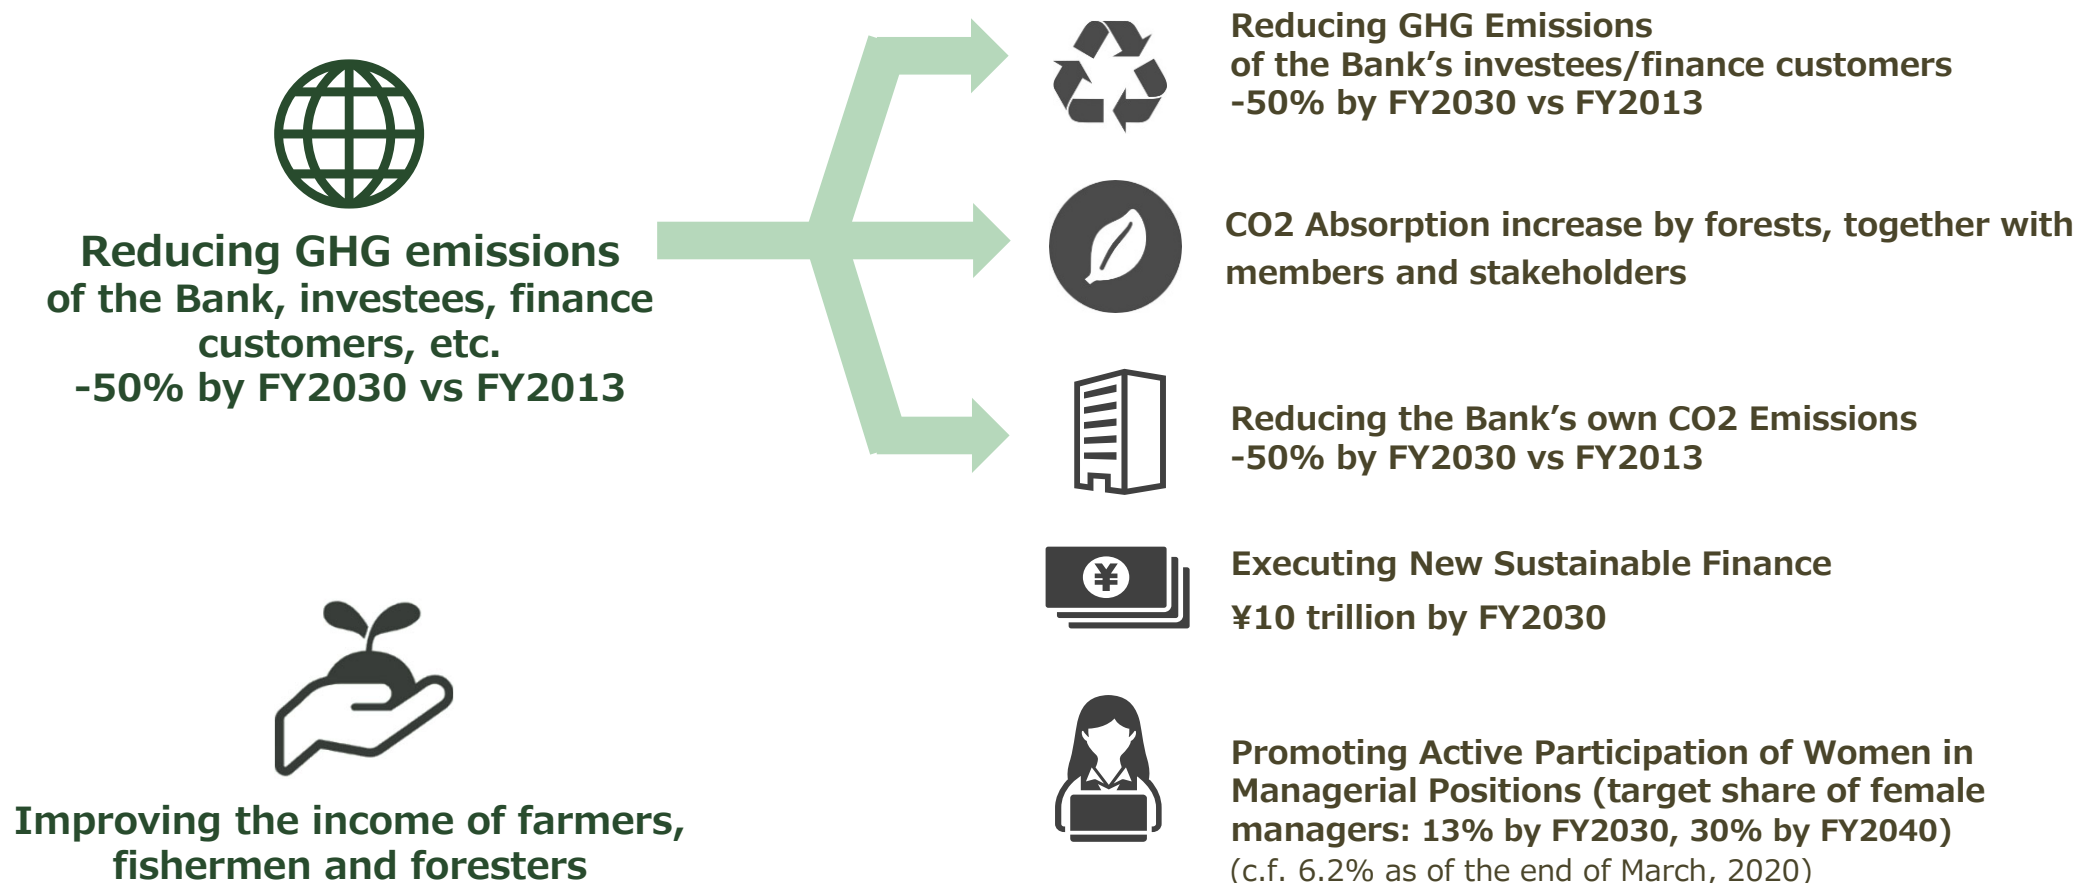 Reducing GHG emissions
of the Bank, investees, finance
customers, etc.
-50% by FY2030 vs FY2013
Improving the income of farmers,
fishermen and foresters
Reducing GHG Emissions
of the Bank’s investees/finance customers
-50% by FY2030 vs FY2013
CO2 Absorption increase by forests, together with
members and stakeholders
Reducing the Bank’s own CO2 Emissions
-50% by FY2030 vs FY2013
¥
Executing New Sustainable Finance
¥10 trillion by FY2030
Promoting Active Participation of Women in
Managerial Positions (target share of female
managers: 13% by FY2030, 30% by FY2040)
(c.f. 6.2% as of the end of March, 2020)